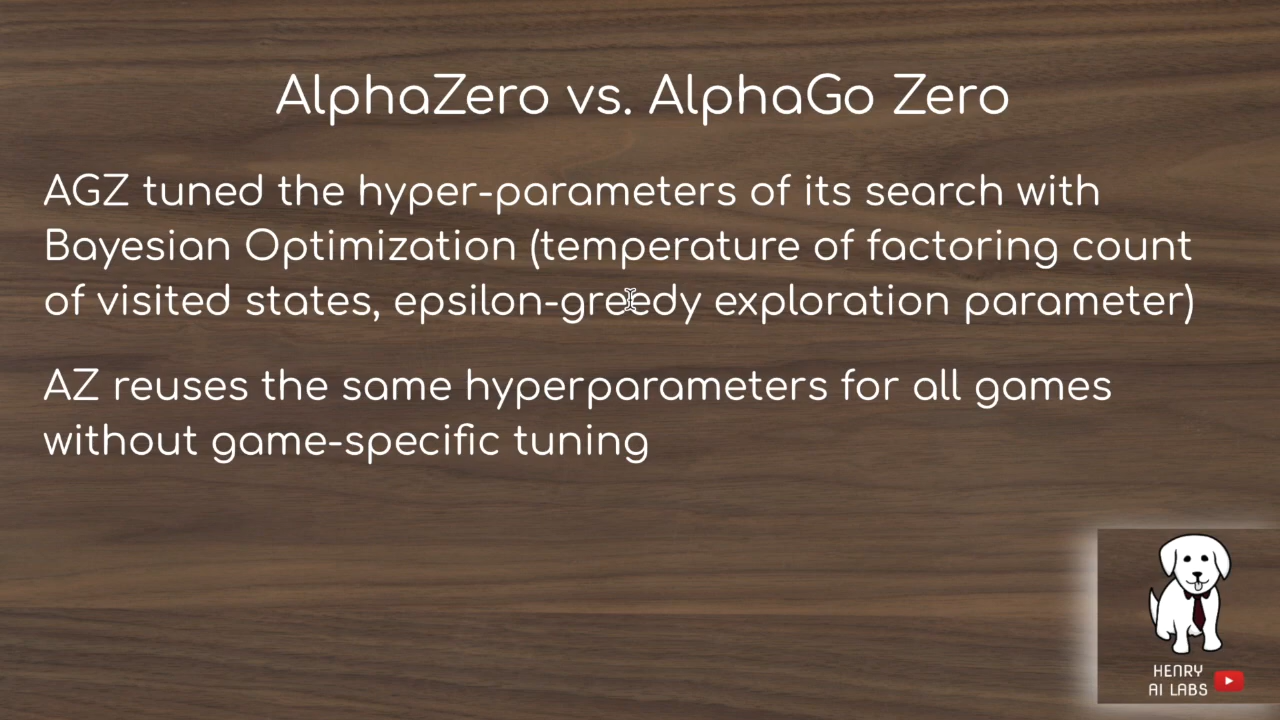 AlphaZero vs. AlphaGo Zero
AGZ tuned the hyper-parameters of its search with
Bayesian Optimization (temperature of factoring count
of visited states, epsilon-greedy exploration parameter)
AZ reuses the same hyperparameters for all games
without game-specific tuning
HENRY
AI LABS